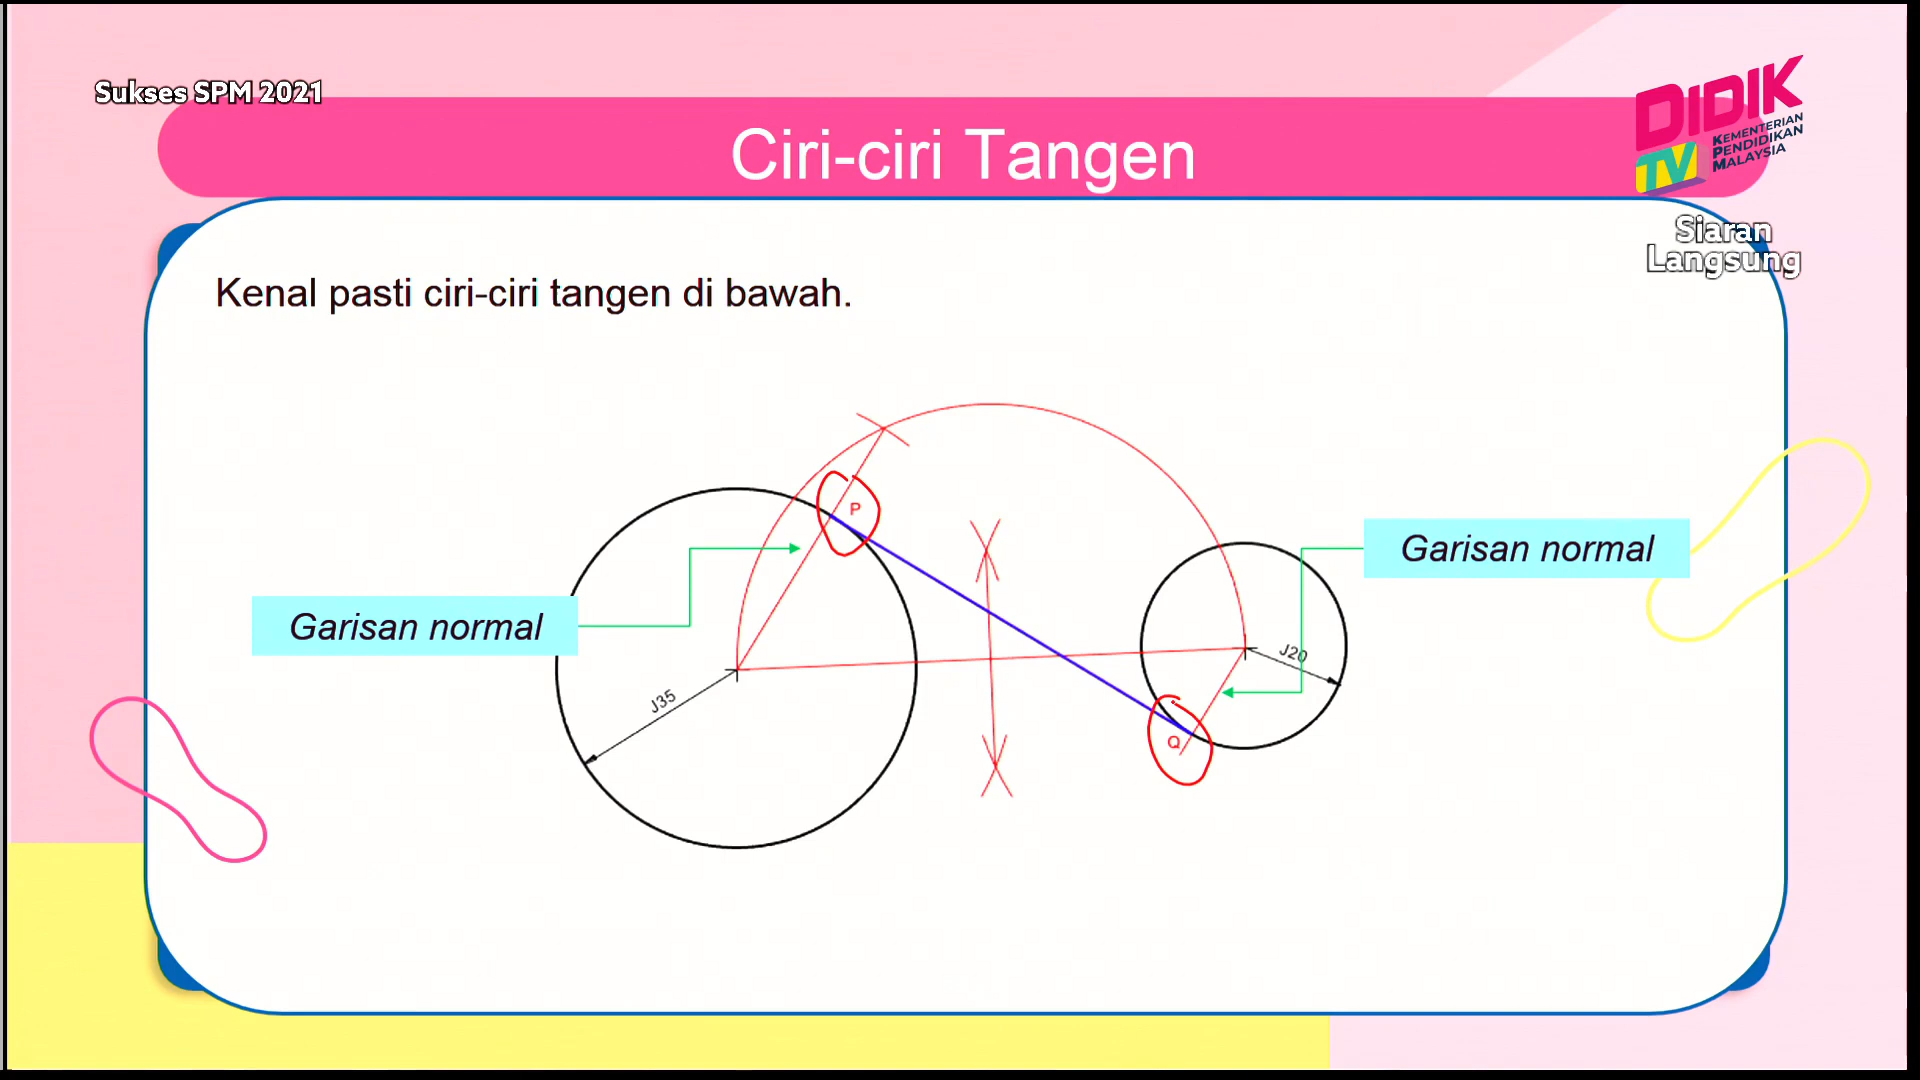 Sukses SPM 2021
Ciri-ciri Tangen
DIDIK
TV
KEMENTERIAN
PENDIDIKAN
MALAYSIA
Siaran
Langsung
Kenal pasti ciri-ciri tangen di bawah.
P
Garisan normal
Garisan normal
J20
J35
Q